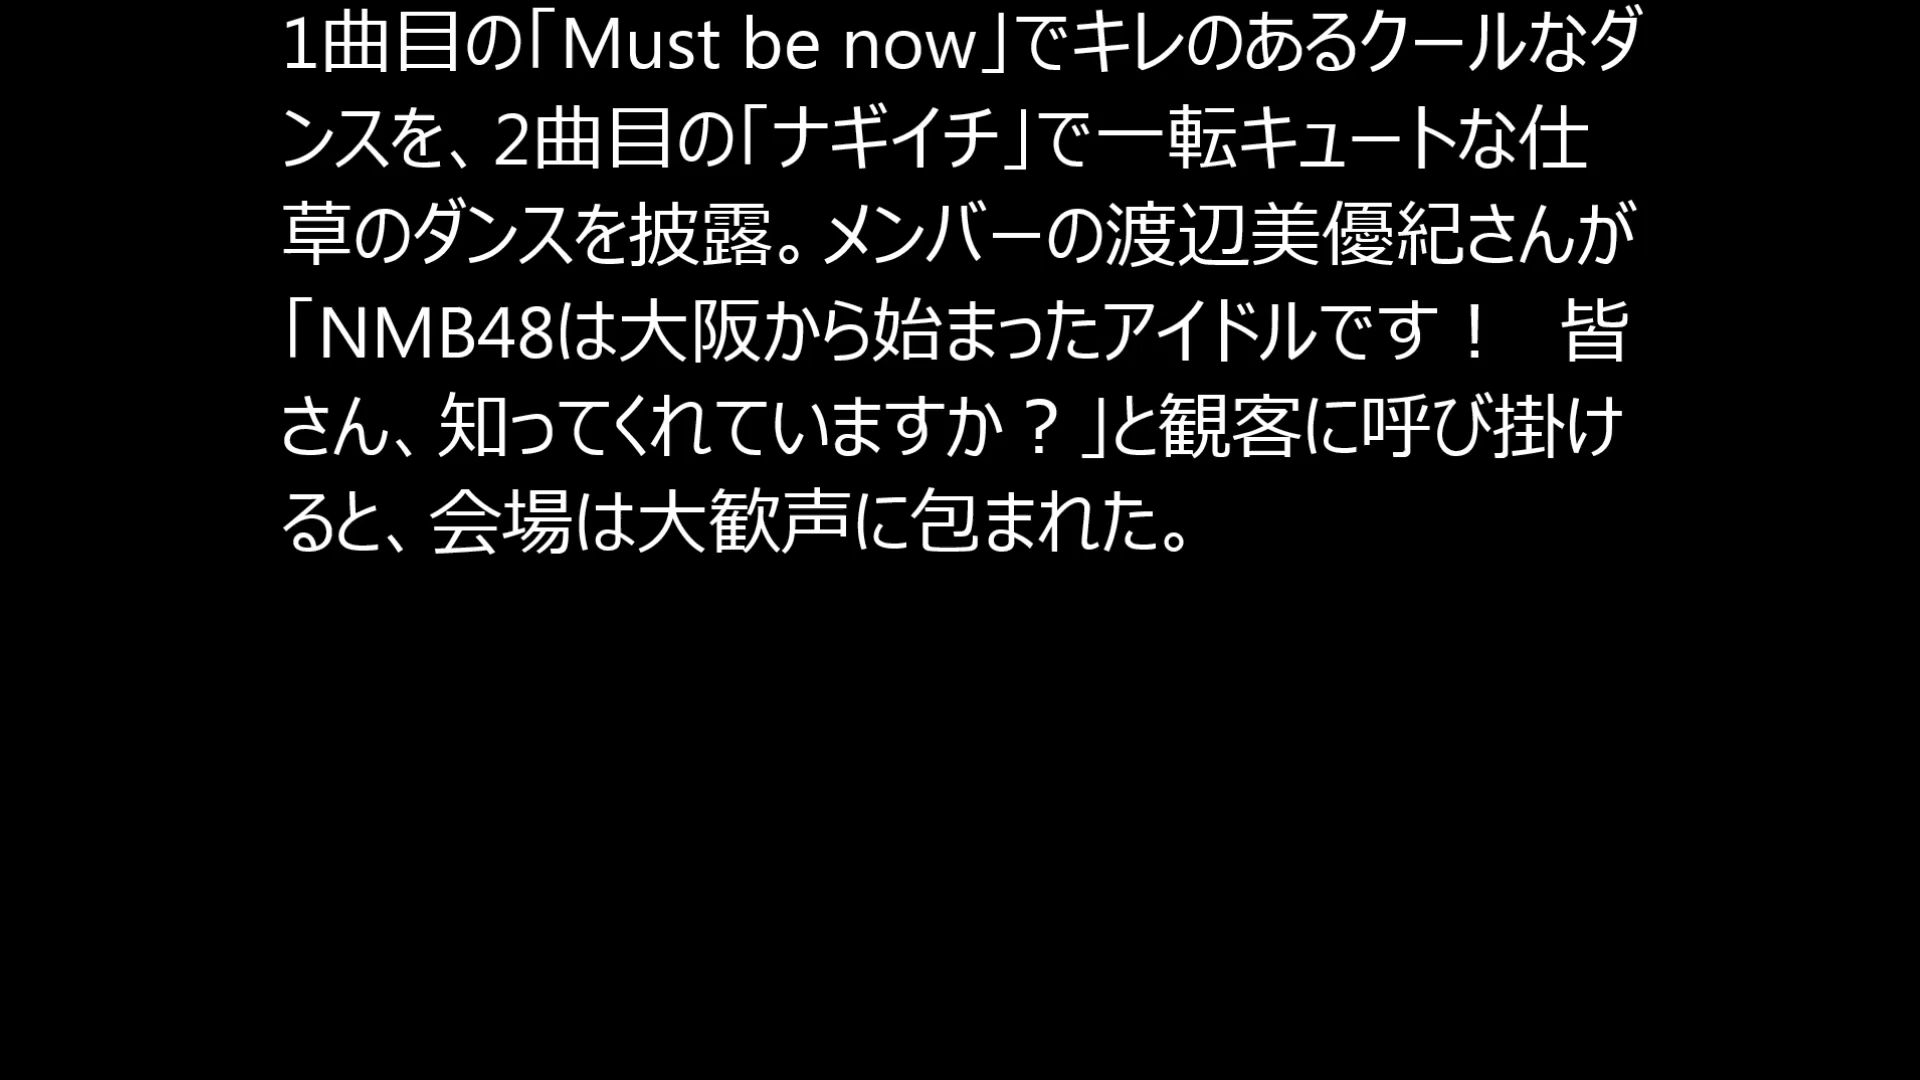 1曲目の「Must be now」でキレのあるクールなダ
ンスを、2曲目の「ナギイチ」で一転キュートな仕
草のダンスを披露。メンバーの渡辺美優紀さんが
「NMB48は大阪から始まったアイドルです！　皆
さん、知ってくれていますか？」と観客に呼び掛け
ると、会場は大歓声に包まれた。